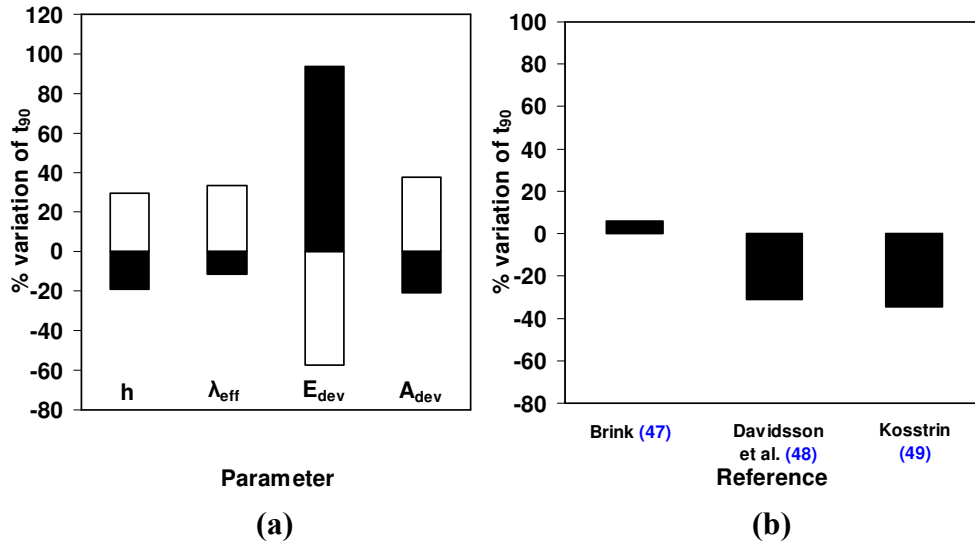 % variation of t90
120
100
80
60
40
20
0
-20
-40
-60
-80
h λeff Edev Adev
Parameter
(a)
% variation of t90
100
80
60
40
20
0
-20
-40
-60
-80
Brink (47) Davidsson Kosstrin
et al. (48) (49)
Reference
(b)